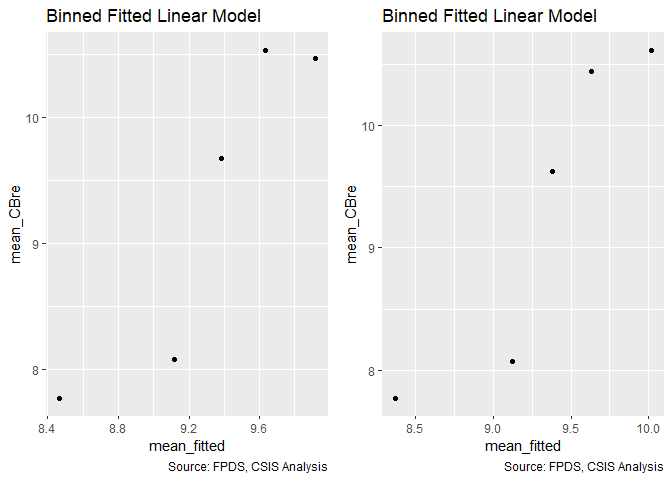 Binned Fitted Linear Model
10
9
8
mean_CBre
8.4 8.8 9.2 9.6
mean_fitted
Source: FPDS, CSIS Analysis
Binned Fitted Linear Model
10
9
8
mean_CBre
8.5 9.0 9.5 10.0
mean_fitted
Source: FPDS, CSIS Analysis